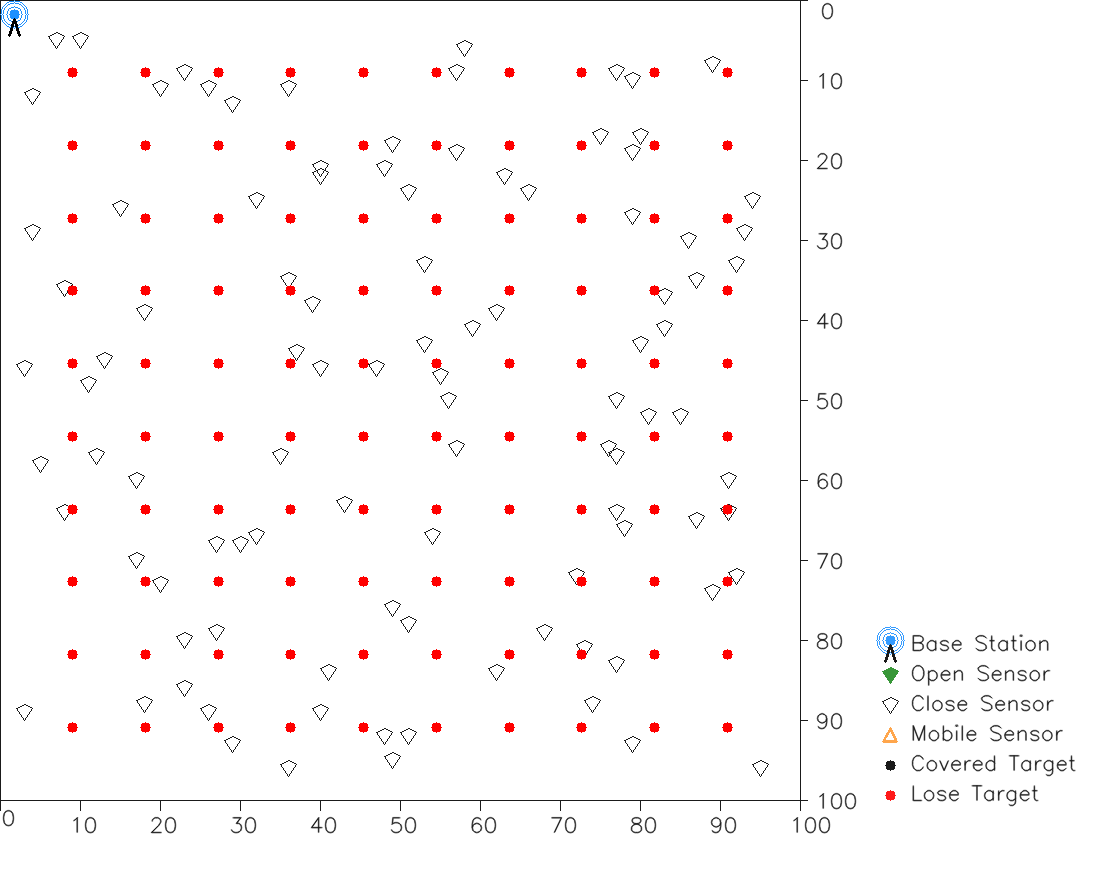 0
10
20
30
40
50
60
70
80
90
100
0 10 20 30 40 50 60 70 80 90 100
Base Station
Open Sensor
Close Sensor
Mobile Sensor
Covered Target
Lose Target